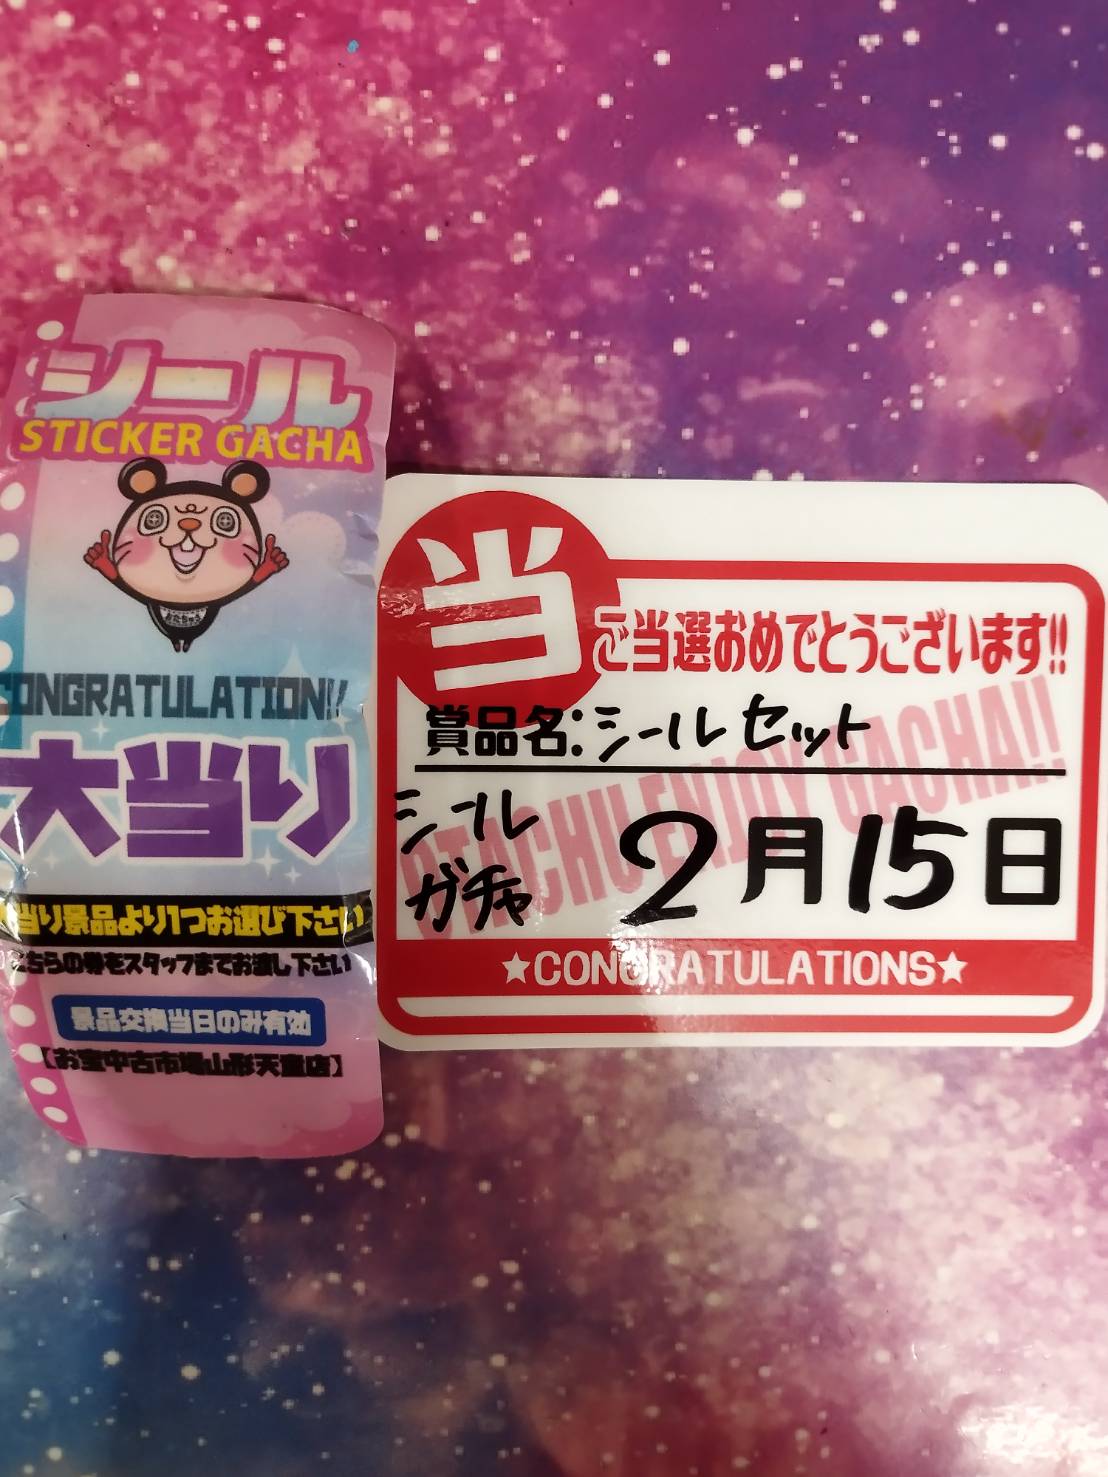 シール
STICKER GACHA
CONGRATULATION!!
大当り
当り景品より1つお選び下さい
こちらの券をスタッフまでお渡し下さい
景品交換当日のみ有効
【お宝中古市場山形天童店】
当
ご当選おめでとうございます!!
賞品名:シールセット
シール
ガチャ
2月15日
OTACHU ENJOY GACHA!!
★CONGRATULATIONS★